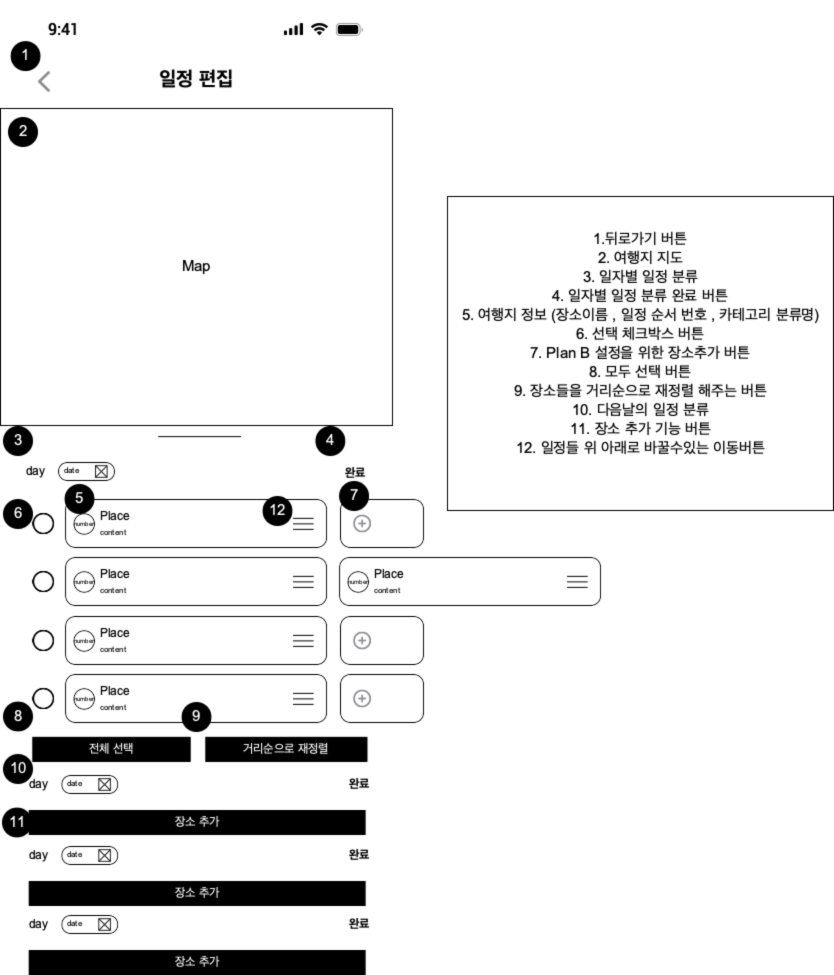 9:41
1
일정 편집
2
Map
1.뒤로가기 버튼
2. 여행지 지도
3. 일자별 일정 분류
4. 일자별 일정 분류 완료 버튼
5. 여행지 정보 (장소이름 , 일정 순서 번호 , 카테고리 분류명)
6. 선택 체크박스 버튼
7. Plan B 설정을 위한 장소추가 버튼
8. 모두 선택 버튼
9. 장소들을 거리순으로 재정렬 해주는 버튼
10. 다음날의 일정 분류
11. 장소 추가 기능 버튼
12. 일정들 위 아래로 바꿀수있는 이동버튼
3
4
day date 완료
5
7
6
12
number Place
content
number Place
content
number Place
content
number Place
content
number Place
content
8
9
전체 선택 거리순으로 재정렬
10
day date 완료
11
장소 추가
day date 완료
장소 추가
day date 완료
장소 추가